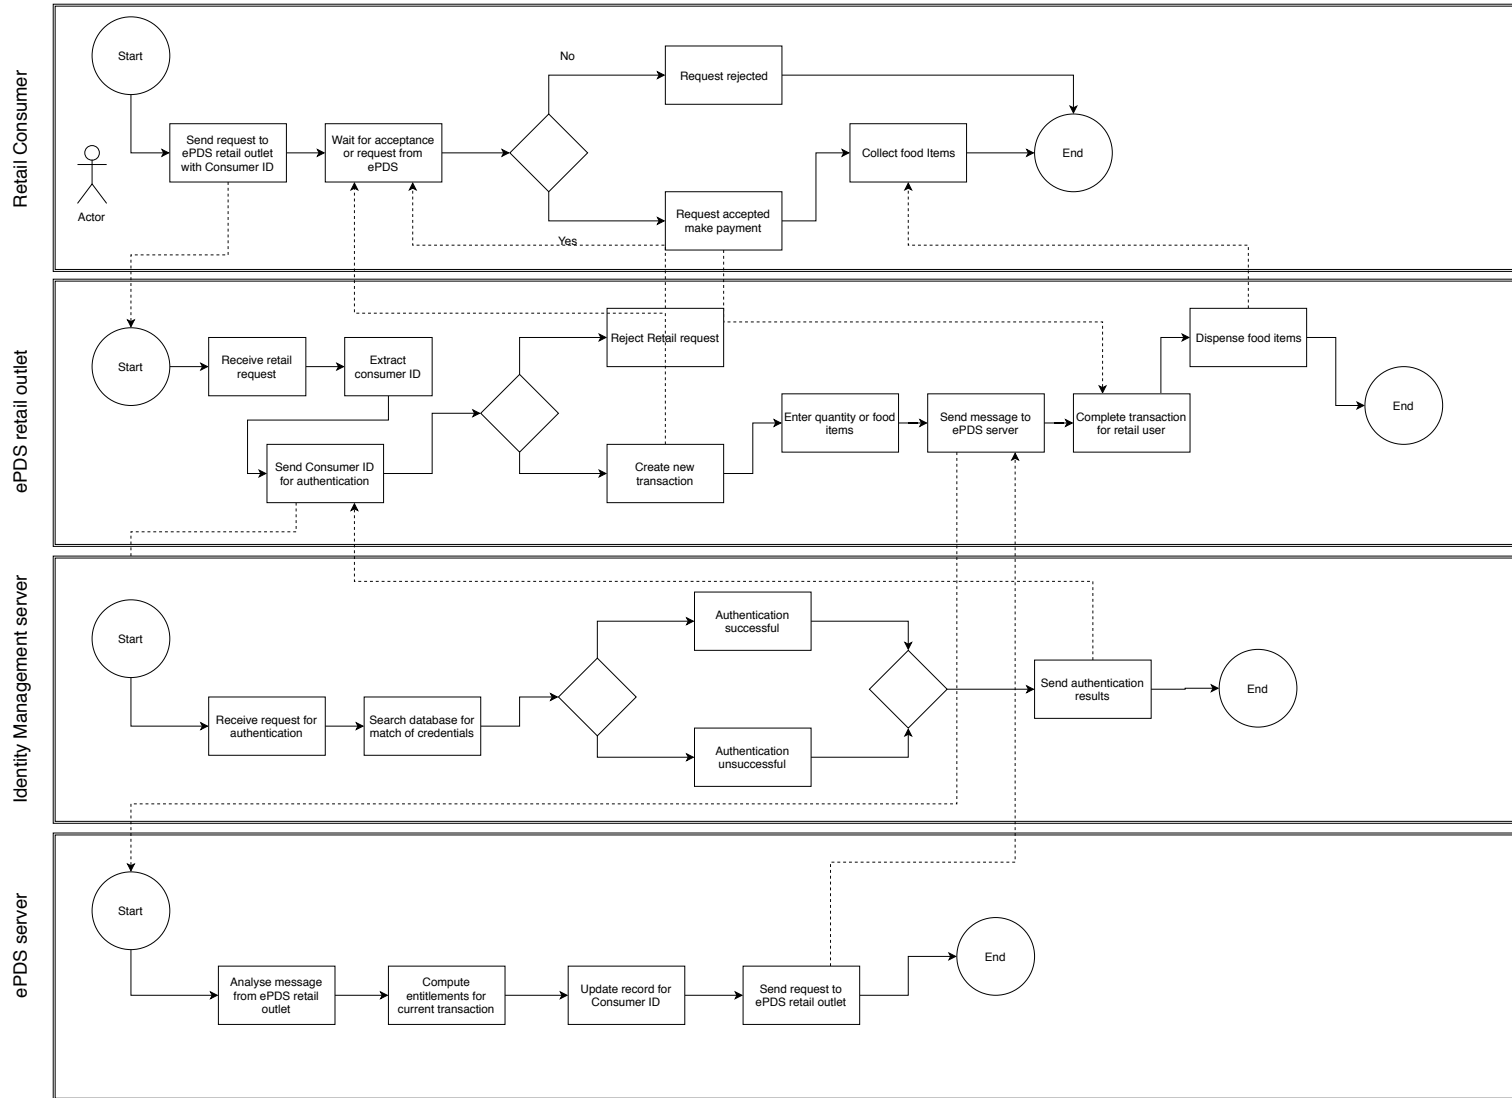 Retail Consumer
Start
No
Request rejected
Send request to
ePDS retail outlet
with Consumer ID
Wait for acceptance
or request from
ePDS
Collect food Items
End
Actor
Request accepted
make payment
Yes
ePDS retail outlet
Start
Receive retail
request
Extract
consumer ID
Reject Retail request
Dispense food items
End
Enter quantity or food
items
Send message to
ePDS server
Complete transaction
for retail user
Send Consumer ID
for authentication
Create new
transaction
Identity Management server
Start
Authentication
successful
Receive request for
authentication
Search database for
match of credentials
Send authentication
results
End
Authentication
unsuccessful
ePDS server
Start
End
Analyse message
from ePDS retail
outlet
Compute
entitlements for
current transaction
Update record for
Consumer ID
Send request to
ePDS retail outlet